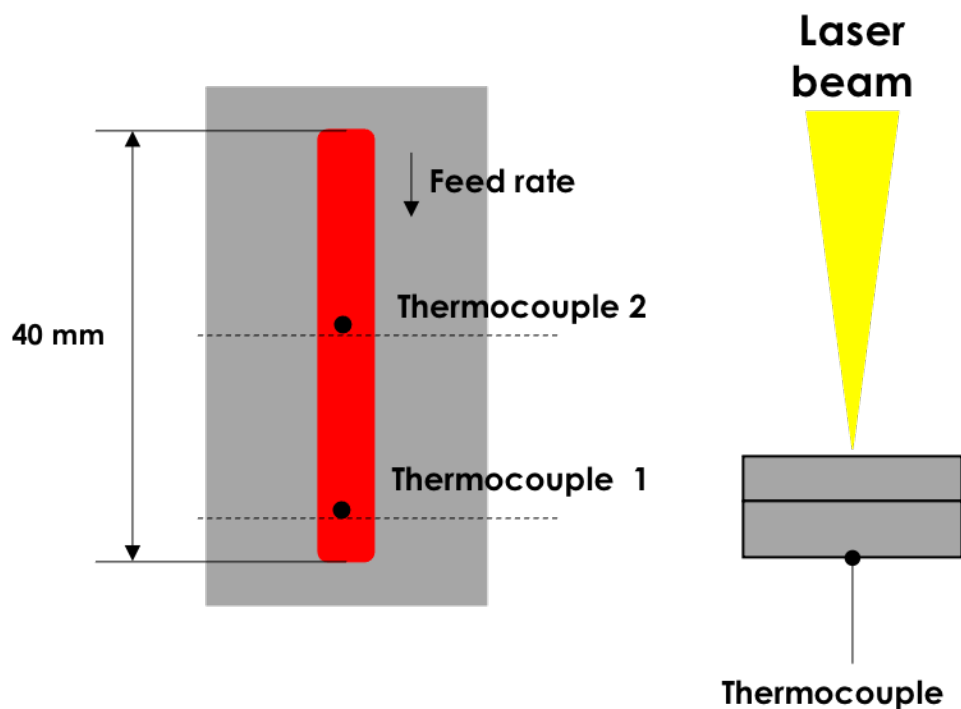 Laser
beam
Feed rate
Thermocouple 2
40 mm
Thermocouple 1
Thermocouple